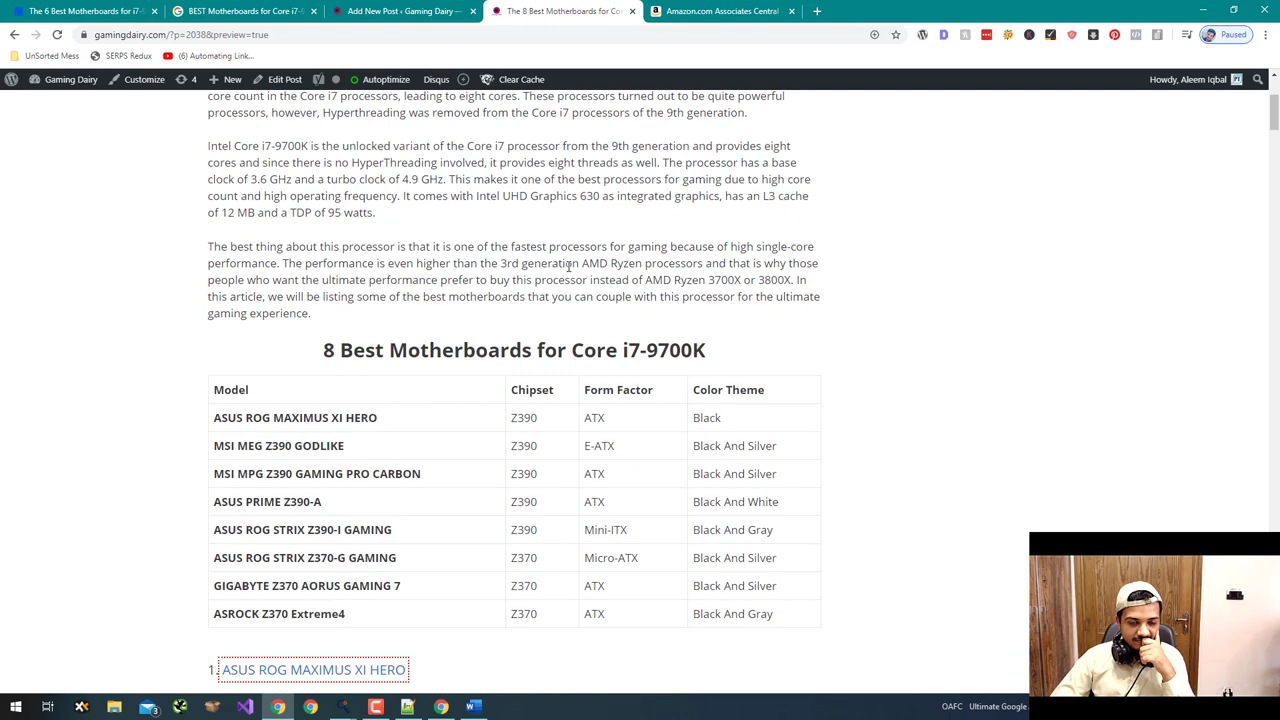 The 6 Best Motherboards for i7-9
BEST Motherboards for Core i7-9
Add New Post ‹ Gaming Dairy —
The 8 Best Motherboards for Cor
Amazon.com Associates Central
gamingdairy.com/?p=2038&preview=true
Paused
UnSorted Mess
SERPS Redux
(6) Automating Link...
Gaming Dairy
Customize
4
New
Edit Post
Autoptimize
Disqus
Clear Cache
Howdy, Aleem Iqbal
core count in the Core i7 processors, leading to eight cores. These processors turned out to be quite powerful
processors, however, Hyperthreading was removed from the Core i7 processors of the 9th generation.
Intel Core i7-9700K is the unlocked variant of the Core i7 processor from the 9th generation and provides eight
cores and since there is no HyperThreading involved, it provides eight threads as well. The processor has a base
clock of 3.6 GHz and a turbo clock of 4.9 GHz. This makes it one of the best processors for gaming due to high core
count and high operating frequency. It comes with Intel UHD Graphics 630 as integrated graphics, has an L3 cache
of 12 MB and a TDP of 95 watts.
The best thing about this processor is that it is one of the fastest processors for gaming because of high single-core
performance. The performance is even higher than the 3rd generation AMD Ryzen processors and that is why those
people who want the ultimate performance prefer to buy this processor instead of AMD Ryzen 3700X or 3800X. In
this article, we will be listing some of the best motherboards that you can couple with this processor for the ultimate
gaming experience.
8 Best Motherboards for Core i7-9700K
Model Chipset Form Factor Color Theme
ASUS ROG MAXIMUS XI HERO Z390 ATX Black
MSI MEG Z390 GODLIKE Z390 E-ATX Black And Silver
MSI MPG Z390 GAMING PRO CARBON Z390 ATX Black And Silver
ASUS PRIME Z390-A Z390 ATX Black And White
ASUS ROG STRIX Z390-I GAMING Z390 Mini-ITX Black And Gray
ASUS ROG STRIX Z370-G GAMING Z370 Micro-ATX Black And Silver
GIGABYTE Z370 AORUS GAMING 7 Z370 ATX Black And Silver
ASROCK Z370 Extreme4 Z370 ATX Black And Gray
1. ASUS ROG MAXIMUS XI HERO
3
OAFC
Ultimate Google